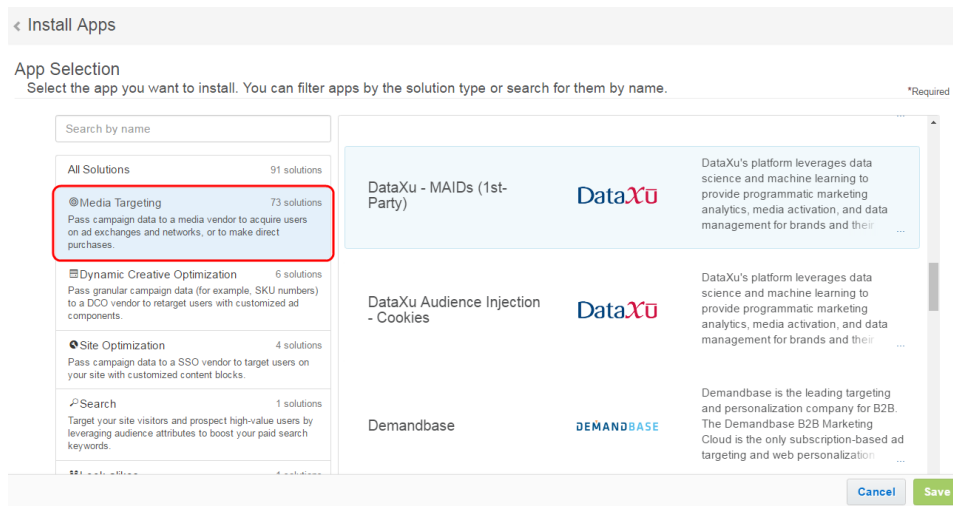 Install Apps
App Selection
Select the app you want to install. You can filter apps by the solution type or search for them by name.
*Required
Search by name
All Solutions 91 solutions
Media Targeting 73 solutions
Pass campaign data to a media vendor to acquire users
on ad exchanges and networks, or to make direct
purchases.
Dynamic Creative Optimization 6 solutions
Pass granular campaign data (for example, SKU numbers)
to a DCO vendor to retarget users with customized ad
components.
Site Optimization 4 solutions
Pass campaign data to a SSO vendor to target users on
your site with customized content blocks.
Search 1 solutions
Target your site visitors and prospect high-value users by
leveraging audience attributes to boost your paid search
keywords.
...
DataXu - MAIDs (1st-
Party)
DataXū
DataXu's platform leverages data
science and machine learning to
provide programmatic marketing
analytics, media activation, and data
management for brands and their
...
DataXu Audience Injection
- Cookies
DataXū
DataXu's platform leverages data
science and machine learning to
provide programmatic marketing
analytics, media activation, and data
management for brands and their
...
Demandbase
DEMANDBASE
Demandbase is the leading targeting
and personalization company for B2B.
The Demandbase B2B Marketing
Cloud is the only subscription-based ad
targeting and web personalization
...
Cancel
Save